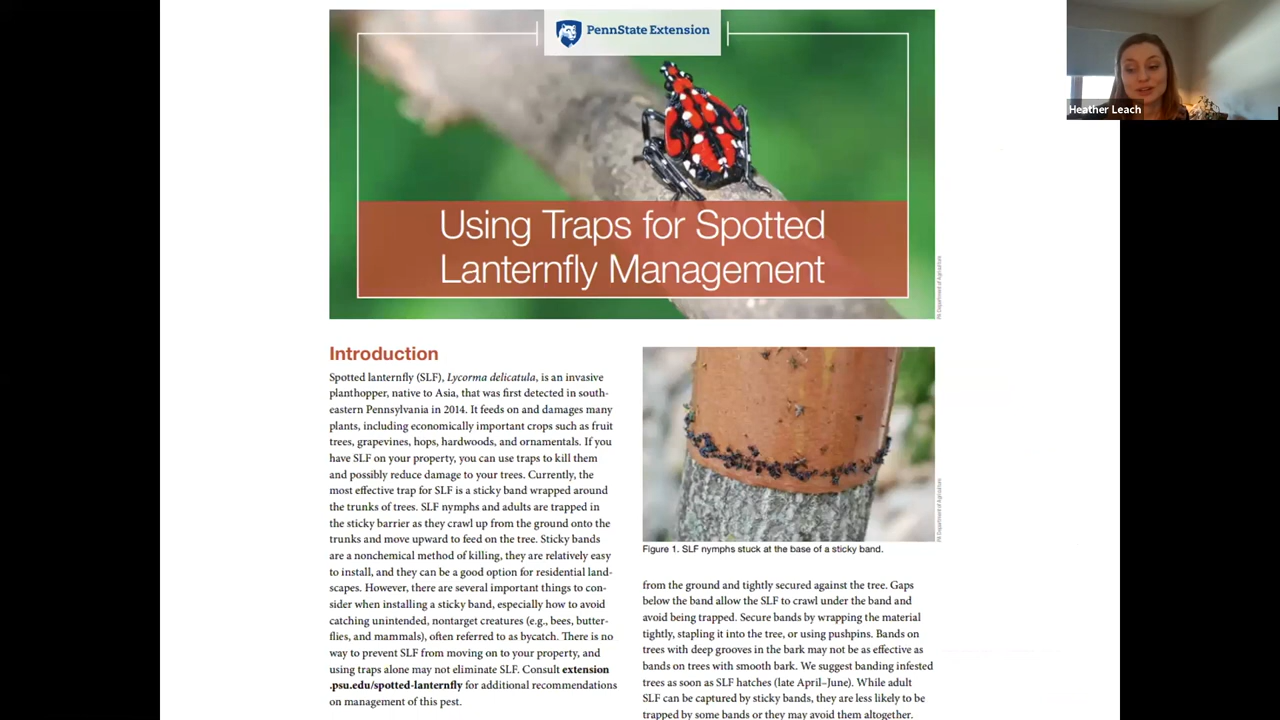 PennState Extension
Heather Leach
Using Traps for Spotted
Lanternfly Management
PA Department of Agriculture
Introduction
Spotted lanternfly (SLF), Lycorma delicatula, is an invasive
planthopper, native to Asia, that was first detected in south-
eastern Pennsylvania in 2014. It feeds on and damages many
plants, including economically important crops such as fruit
trees, grapevines, hops, hardwoods, and ornamentals. If you
have SLF on your property, you can use traps to kill them
and possibly reduce damage to your trees. Currently, the
most effective trap for SLF is a sticky band wrapped around
the trunks of trees. SLF nymphs and adults are trapped in
the sticky barrier as they crawl up from the ground onto the
trunks and move upward to feed on the tree. Sticky bands
are a nonchemical method of killing, they are relatively easy
to install, and they can be a good option for residential land-
scapes. However, there are several important things to con-
sider when installing a sticky band, especially how to avoid
catching unintended, nontarget creatures (e.g., bees, butter-
flies, and mammals), often referred to as bycatch. There is no
way to prevent SLF from moving on to your property, and
using traps alone may not eliminate SLF. Consult extension
.psu.edu/spotted-lanternfly for additional recommendations
on management of this pest.
PA Department of Agriculture
Figure 1. SLF nymphs stuck at the base of a sticky band.
from the ground and tightly secured against the tree. Gaps
below the band allow the SLF to crawl under the band and
avoid being trapped. Secure bands by wrapping the material
tightly, stapling it into the tree, or using pushpins. Bands on
trees with deep grooves in the bark may not be as effective as
bands on trees with smooth bark. We suggest banding infested
trees as soon as SLF hatches (late April–June). While adult
SLF can be captured by sticky bands, they are less likely to be
trapped by some bands or they may avoid them altogether.